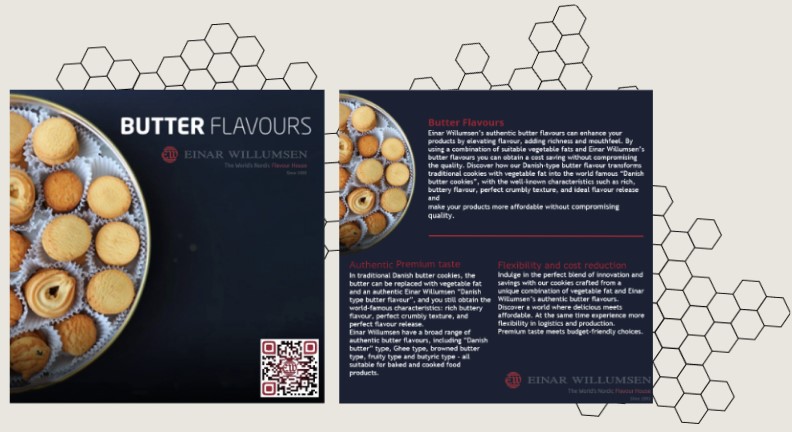 BUTTER FLAVOURS
EINAR WILLUMSEN
The World's Nordic Flavour House
Since 1902
Butter Flavours
Einar Willumsen's authentic butter flavours can enhance your
products by elevating flavour, adding richness and mouthfeel. By
using a combination of suitable vegetable fats and Einar Willumsen's
butter flavours you can obtain a cost saving without compromising
the quality. Discover how our Danish-type butter flavour transforms
traditional cookies with vegetable fat into the world famous "Danish
butter cookies", with the well-known characteristics such as rich,
buttery flavour, perfect crumbly texture, and ideal flavour release
and
make your products more affordable without compromising
quality.
Authentic Premium taste
In traditional Danish butter cookies, the
butter can be replaced with vegetable fat
and an authentic Einar Willumsen "Danish
type butter flavour", and you still obtain the
world-famous characteristics: rich buttery
flavour, perfect crumbly texture, and
perfect flavour release.
Einar Willumsen have a broad range of
authentic butter flavours, including "Danish
butter" type, Ghee type, browned butter
type, fruity type and butyric type - all
suitable for baked and cooked food
products.
Flexibility and cost reduction
Indulge in the perfect blend of innovation and
savings with our cookies crafted from a
unique combination of vegetable fat and Einar
Willumsen's authentic butter flavours.
Discover a world where delicious meets
affordable. At the same time experience more
flexibility in logistics and production.
Premium taste meets budget-friendly choices.
EINAR WILLUMSEN
The World's Nordic Flavour House